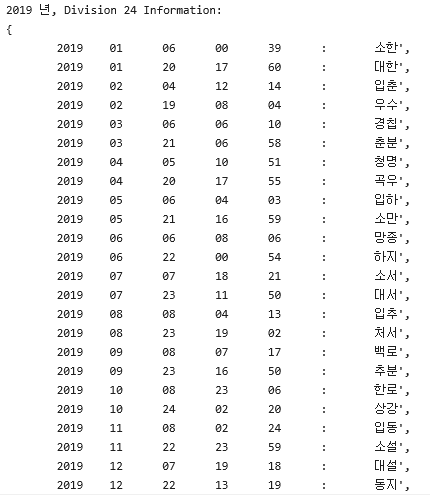 2019 년, Division 24 Information:
{
2019 01 06 00 39 : 소한',
2019 01 20 17 60 : 대한',
2019 02 04 12 14 : 입춘',
2019 02 19 08 04 : 우수',
2019 03 06 06 10 : 경칩',
2019 03 21 06 58 : 춘분',
2019 04 05 10 51 : 청명',
2019 04 20 17 55 : 곡우',
2019 05 06 04 03 : 입하',
2019 05 21 16 59 : 소만',
2019 06 06 08 06 : 망종',
2019 06 22 00 54 : 하지',
2019 07 07 18 21 : 소서',
2019 07 23 11 50 : 대서',
2019 08 08 04 13 : 입추',
2019 08 23 19 02 : 처서',
2019 09 08 07 17 : 백로',
2019 09 23 16 50 : 추분',
2019 10 08 23 06 : 한로',
2019 10 24 02 20 : 상강',
2019 11 08 02 24 : 입동',
2019 11 22 23 59 : 소설',
2019 12 07 19 18 : 대설',
2019 12 22 13 19 : 동지',